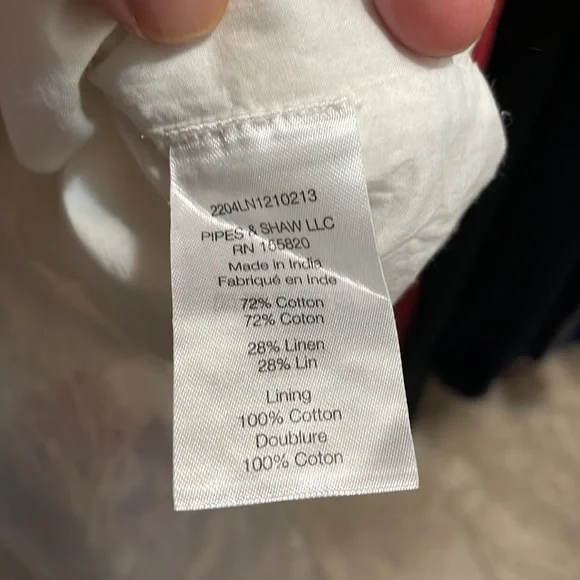 2204LN1210213
PIPES & SHAW LLC
RN 155820
Made in India
Fabriqué en Inde
72% Cotton
72% Coton
28% Linen
28% Lin
Lining
100% Cotton
Doublure
100% Coton